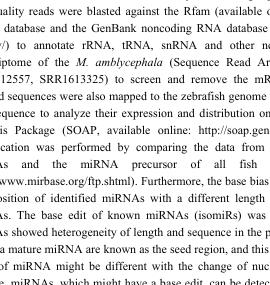 uality reads were blasted against the Rfam (available o
database and the GenBank noncoding RNA database
v/) to annotate rRNA, tRNA, snRNA and other no
iptome of the M. amblycephala (Sequence Read Ar
12557, SRR1613325) to screen and remove the mR
d sequences were also mapped to the zebrafish genome
equence to analyze their expression and distribution on
is Package (SOAP, available online: http://soap.gen
cation was performed by comparing the data from
As and the miRNA precursor of all fish
www.mirbase.org/ftp.shtml). Furthermore, the base bias
osition of identified miRNAs with a different length
As. The base edit of known miRNAs (isomiRs) was
As showed heterogeneity of length and sequence in the p
a mature miRNA are known as the seed region, and this
of miRNA might be different with the change of nuc
miRNAs, which might have a base edit, can be detec